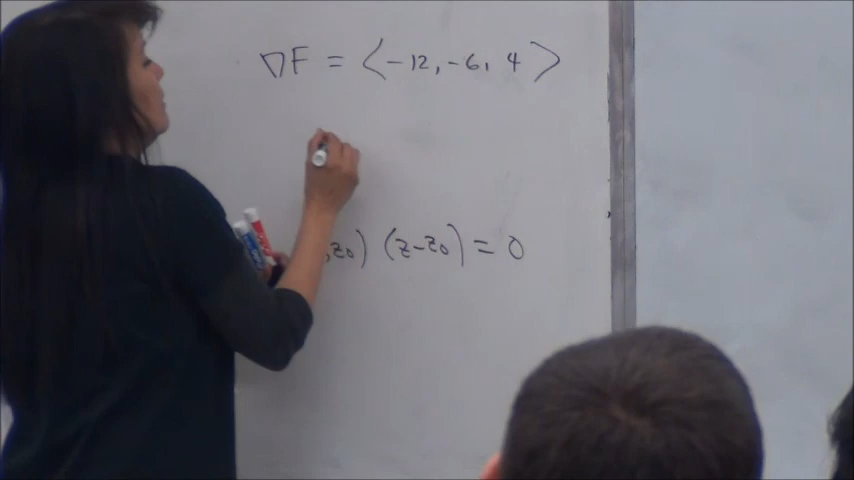 ∇F = <-12, -6, 4>
,z₀) (z-z₀) = 0